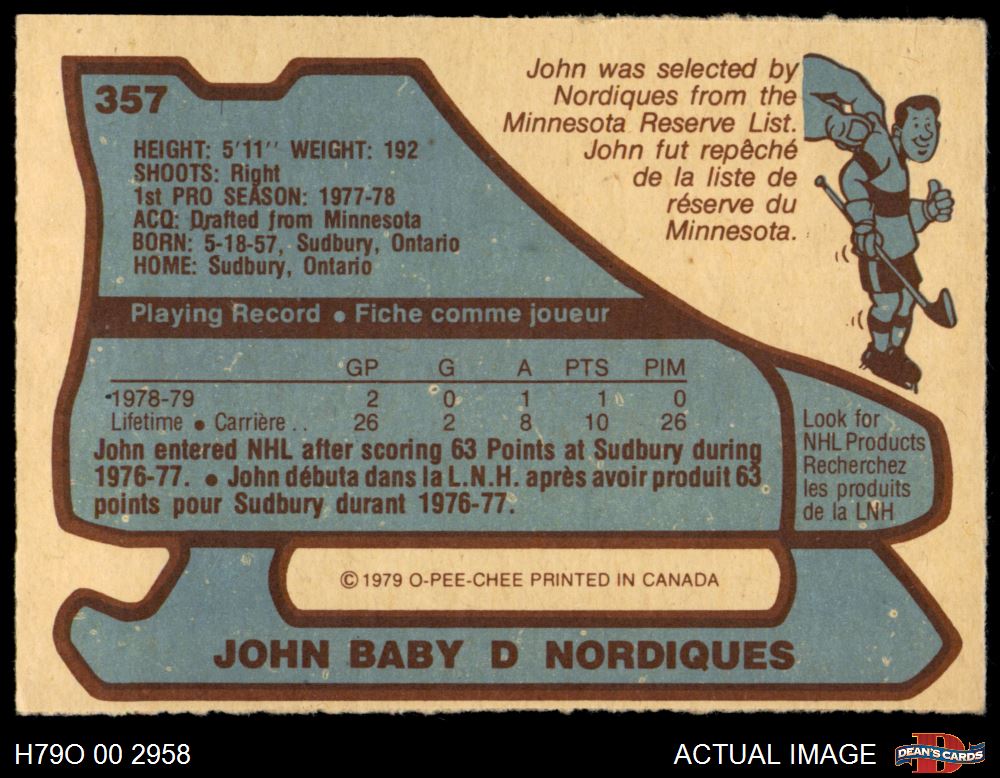 357
HEIGHT: 5'11'' WEIGHT: 192
SHOOTS: Right
1st PRO SEASON: 1977-78
ACQ: Drafted from Minnesota
BORN: 5-18-57, Sudbury, Ontario
HOME: Sudbury, Ontario
John was selected by
Nordiques from the
Minnesota Reserve List.
John fut repêché
de la liste de
réserve du
Minnesota.
Playing Record • Fiche comme joueur
GP G A PTS PIM
1978-79 2 0 1 1 0
Lifetime • Carrière .. 26 2 8 10 26
John entered NHL after scoring 63 Points at Sudbury during
1976-77. • John débuta dans la L.N.H. après avoir produit 63
points pour Sudbury durant 1976-77.
Look for
NHL Products
Recherchez
les produits
de la LNH
© 1979 O-PEE-CHEE PRINTED IN CANADA
JOHN BABY D NORDIQUES
H79O 00 2958
ACTUAL IMAGE
D
DEAN'S CARDS